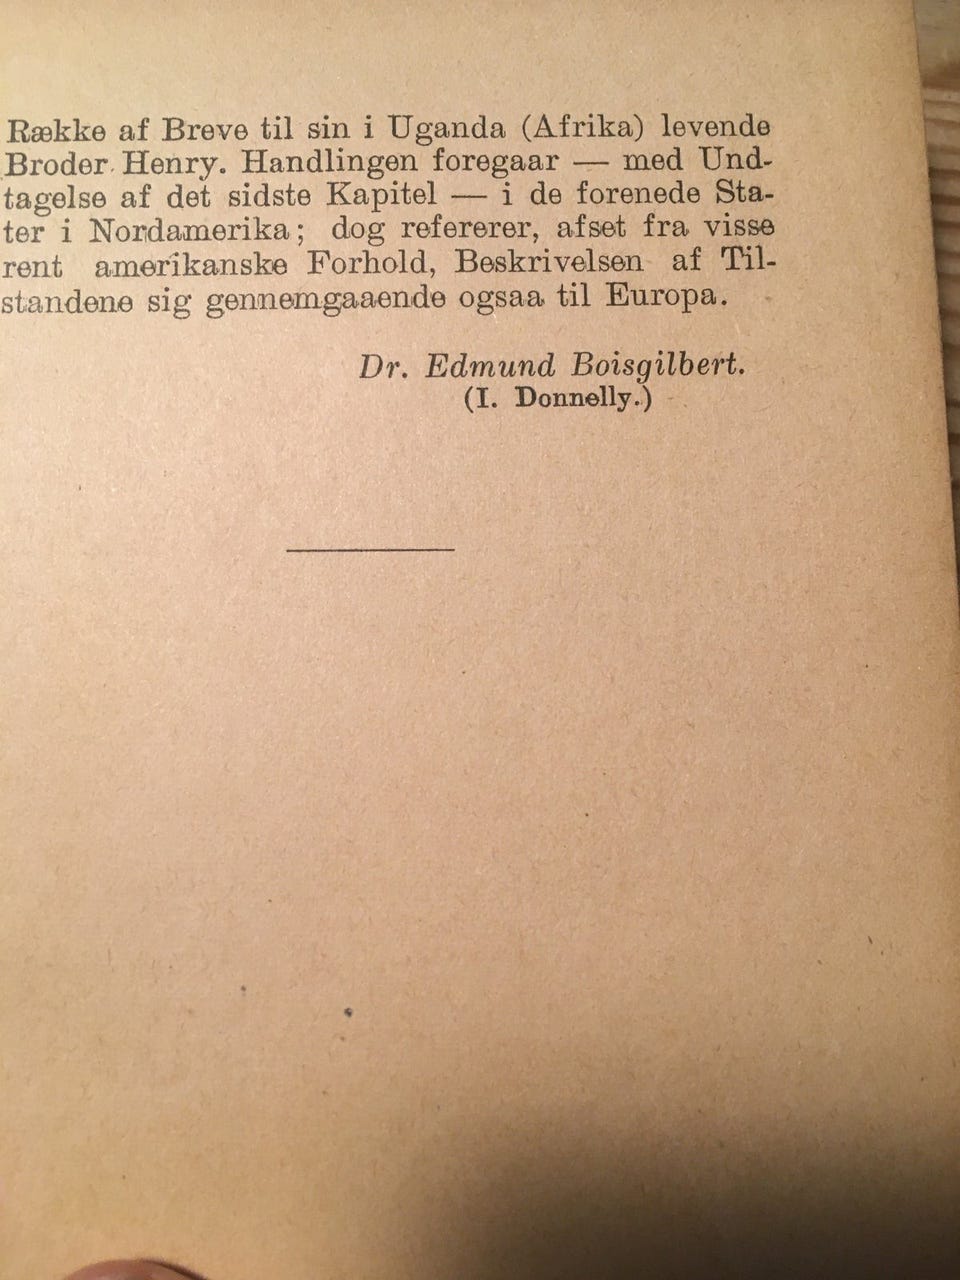 Række af Breve til sin i Uganda (Afrika) levende
Broder Henry. Handlingen foregaar — med Und-
tagelse af det sidste Kapitel — i de forenede Sta-
ter i Nordamerika; dog refererer, afset fra visse
rent amerikanske Forhold, Beskrivelsen af Til-
standene sig gennemgaaende ogsaa til Europa.
Dr. Edmund Boisgilbert.
(I. Donnelly.)